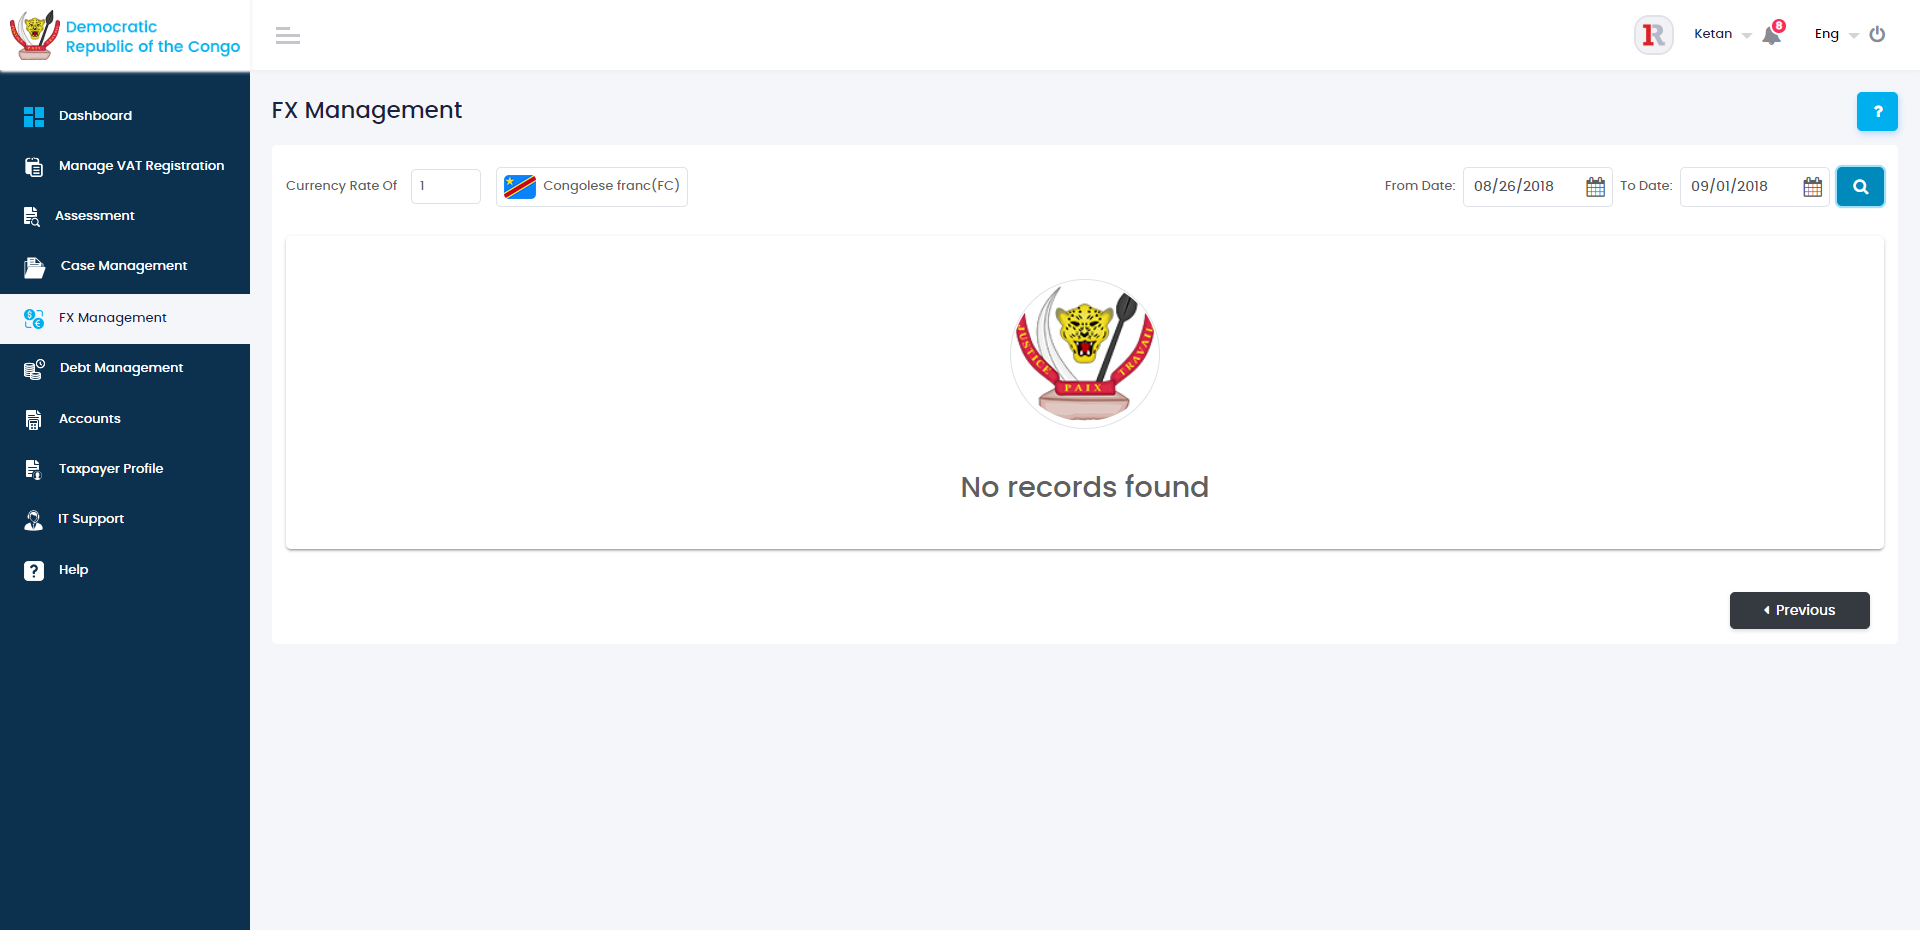 Democratic
Republic of the Congo
Ketan
8
Eng
Dashboard
Manage VAT Registration
Assessment
Case Management
FX Management
Debt Management
Accounts
Taxpayer Profile
IT Support
Help
FX Management
?
Currency Rate Of
1
Congolese franc(FC)
From Date:
08/26/2018
To Date:
09/01/2018
JUSTICE PAIX TRAVAIL
No records found
Previous